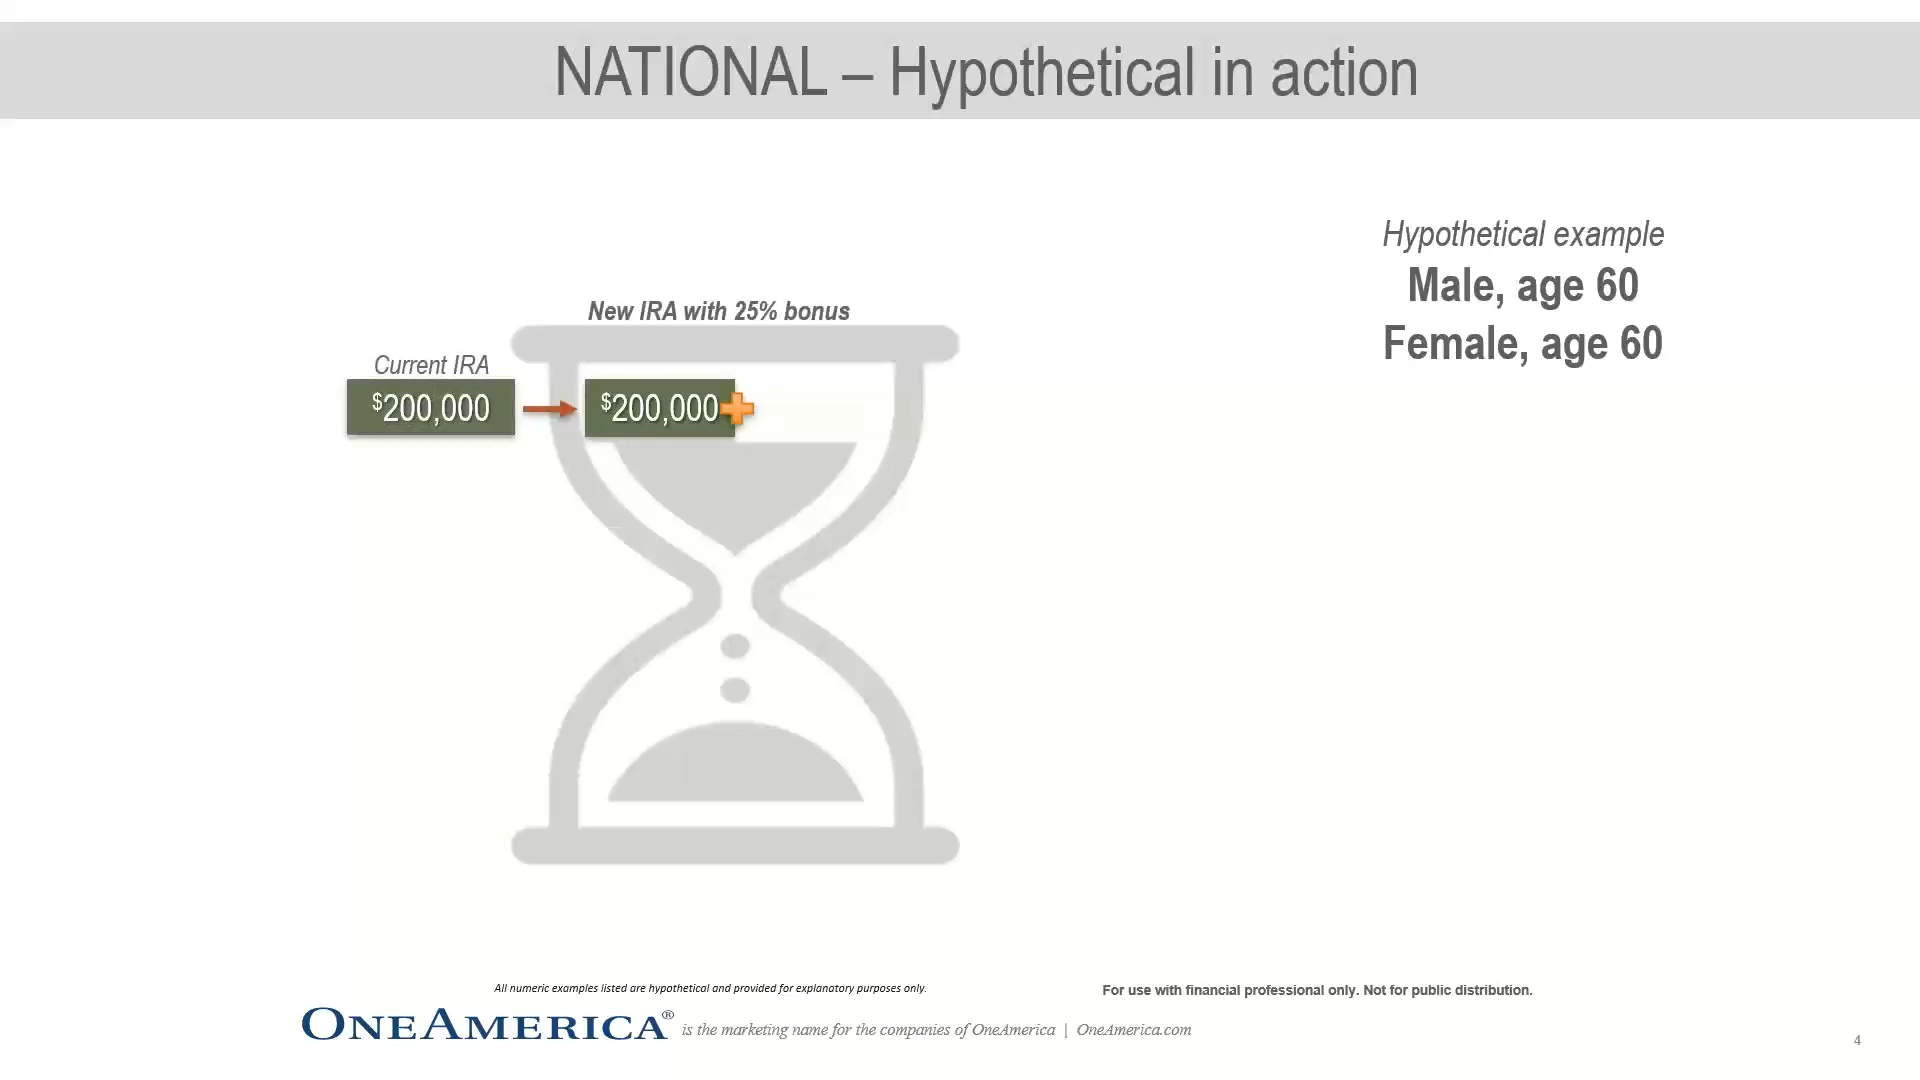 NATIONAL – Hypothetical in action
Hypothetical example
Male, age 60
Female, age 60
New IRA with 25% bonus
Current IRA
$200,000
$200,000
All numeric examples listed are hypothetical and provided for explanatory purposes only.
For use with financial professional only. Not for public distribution.
ONEAMERICA® is the marketing name for the companies of OneAmerica | OneAmerica.com
4